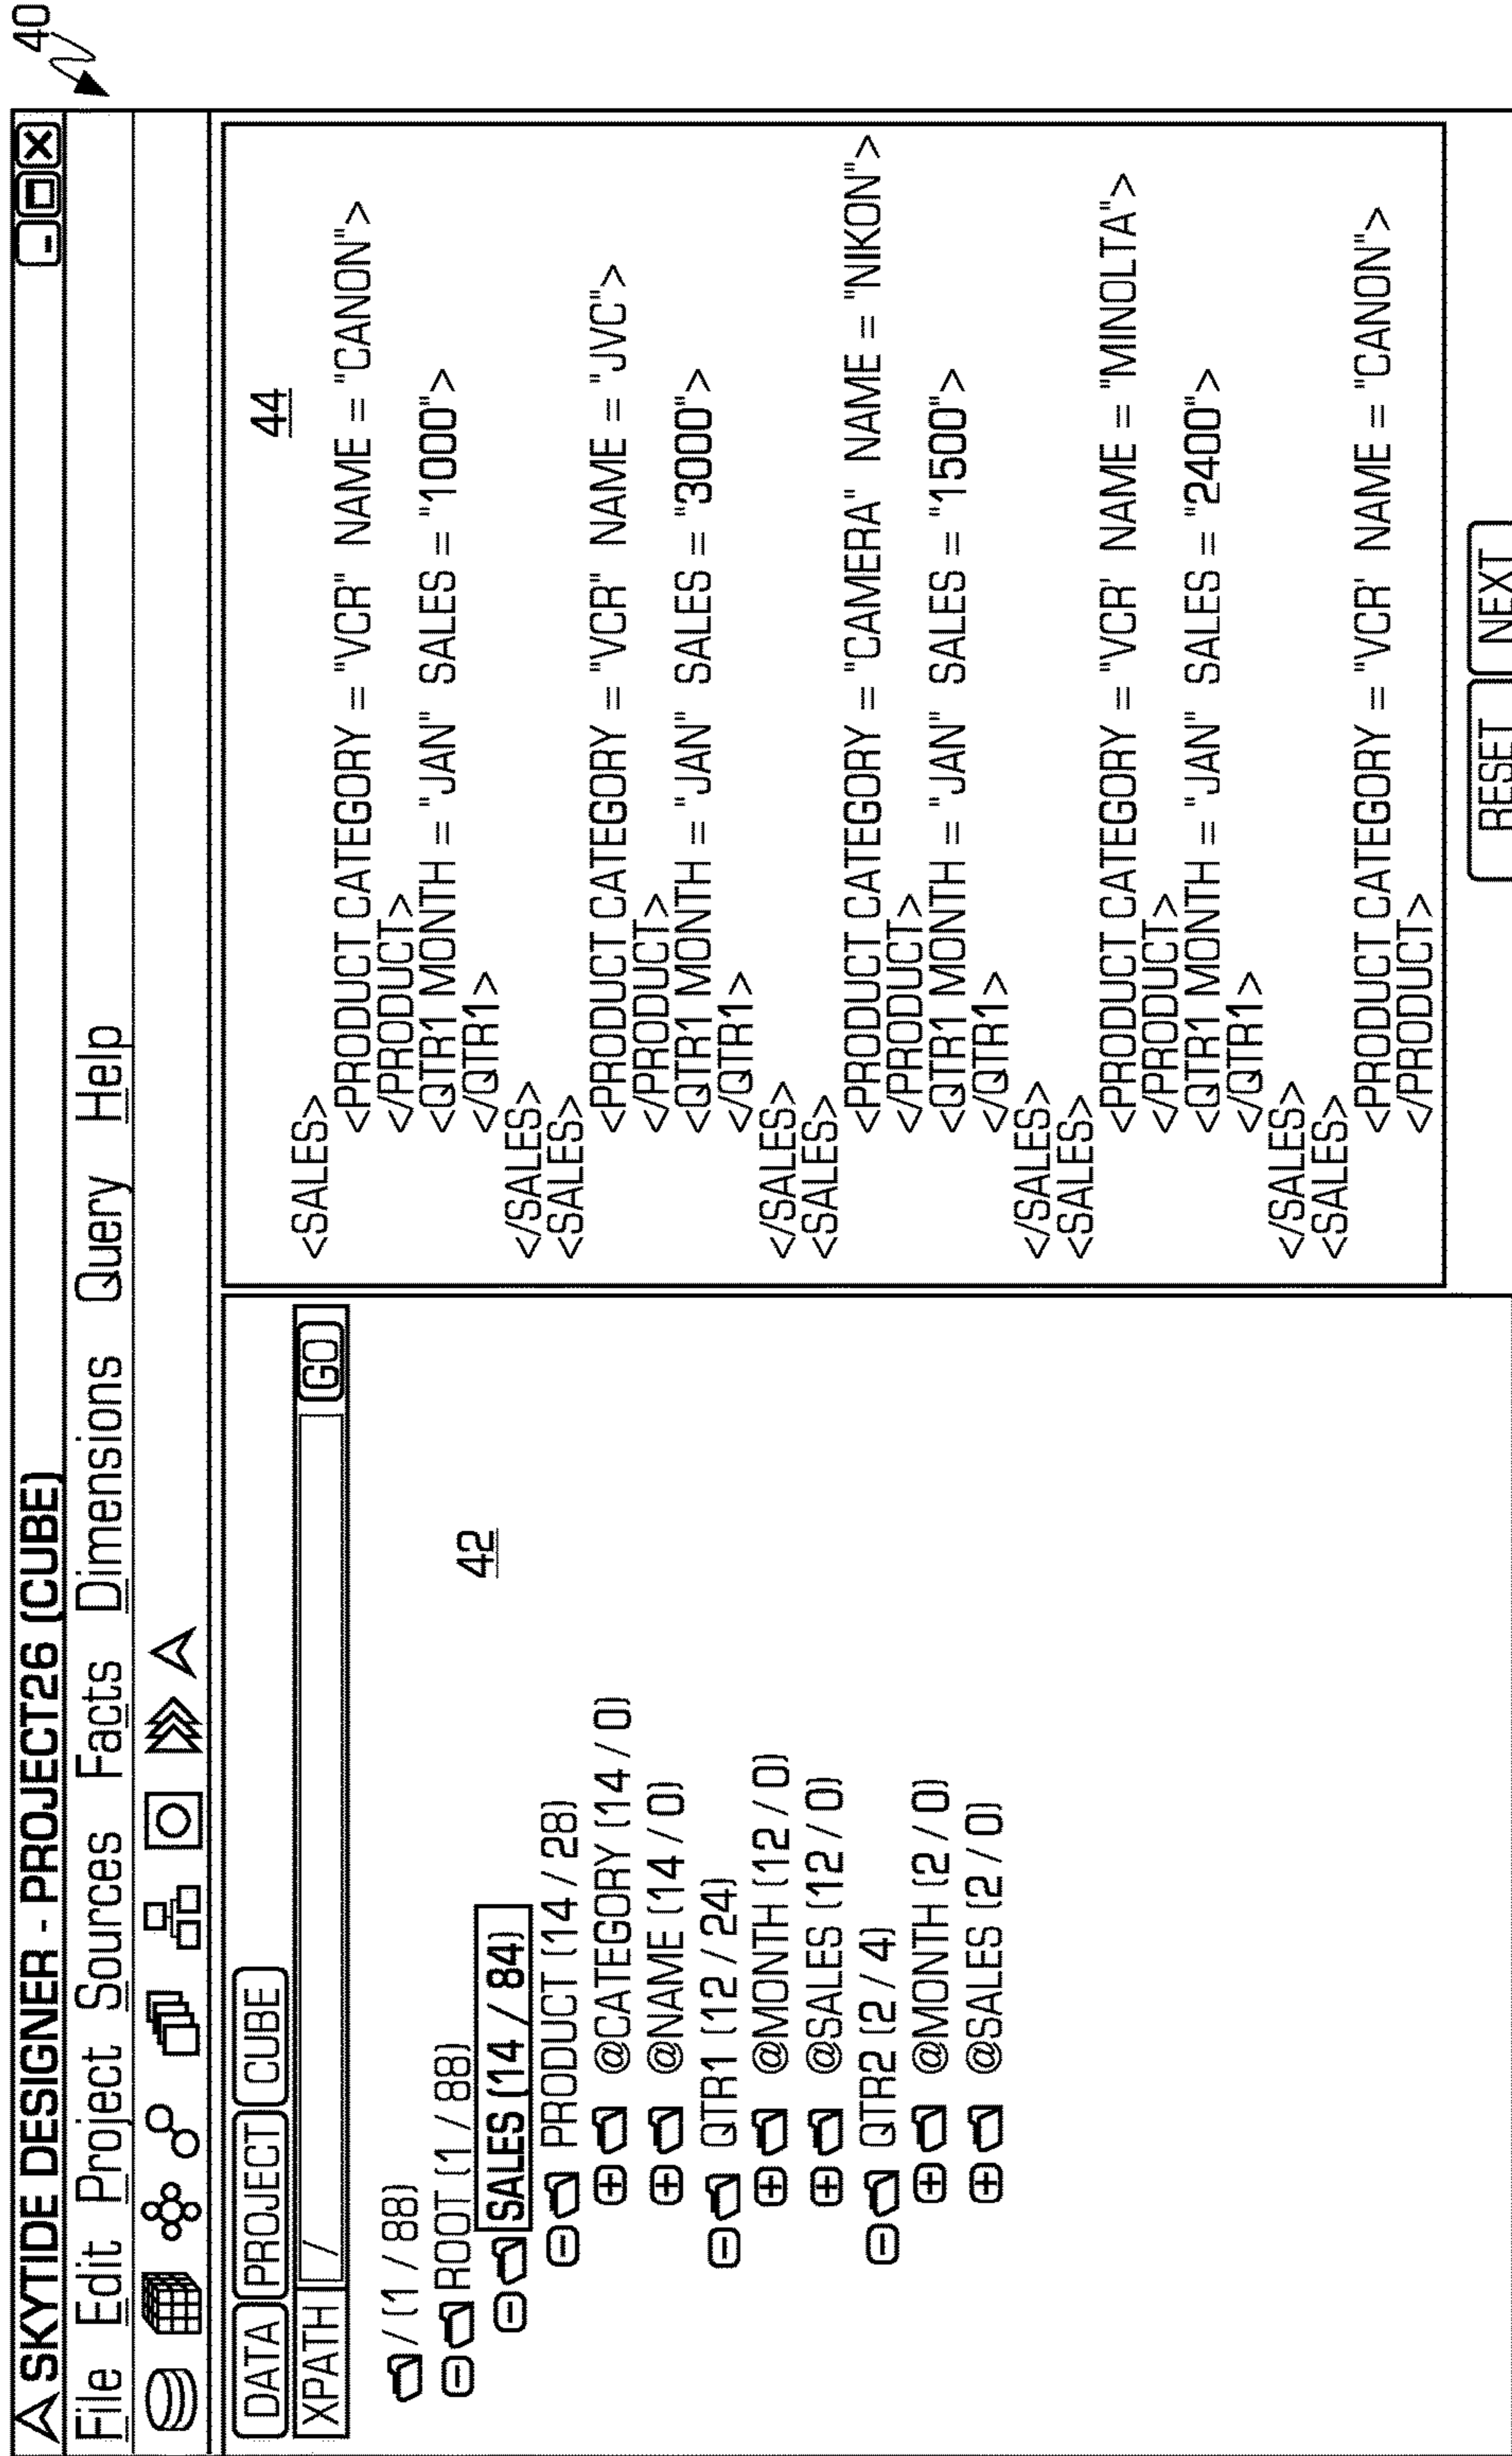 40
SKYTIDE DESIGNER - PROJECT26 (CUBE)
File Edit Project Sources Facts Dimensions Query Help
DATA PROJECT CUBE
XPATH / GO
/ (1 / 88)
ROOT (1 / 88)
SALES (14 / 84)
PRODUCT (14 / 28)
@CATEGORY (14 / 0)
@NAME (14 / 0)
QTR1 (12 / 24)
@MONTH (12 / 0)
@SALES (12 / 0)
QTR2 (2 / 4)
@MONTH (2 / 0)
@SALES (2 / 0)
42
44
<SALES>
<PRODUCT CATEGORY = "VCR" NAME = "CANON">
</PRODUCT>
<QTR1 MONTH = "JAN" SALES = "1000">
</QTR1>
</SALES>
<SALES>
<PRODUCT CATEGORY = "VCR" NAME = "JVC">
</PRODUCT>
<QTR1 MONTH = "JAN" SALES = "3000">
</QTR1>
</SALES>
<SALES>
<PRODUCT CATEGORY = "CAMERA" NAME = "NIKON">
</PRODUCT>
<QTR1 MONTH = "JAN" SALES = "1500">
</QTR1>
</SALES>
<SALES>
<PRODUCT CATEGORY = "VCR' NAME = "MINOLTA">
</PRODUCT>
<QTR1 MONTH = "JAN" SALES = "2400">
</QTR1>
</SALES>
<SALES>
<PRODUCT CATEGORY = "VCR' NAME = "CANON">
</PRODUCT>
RESET NEXT